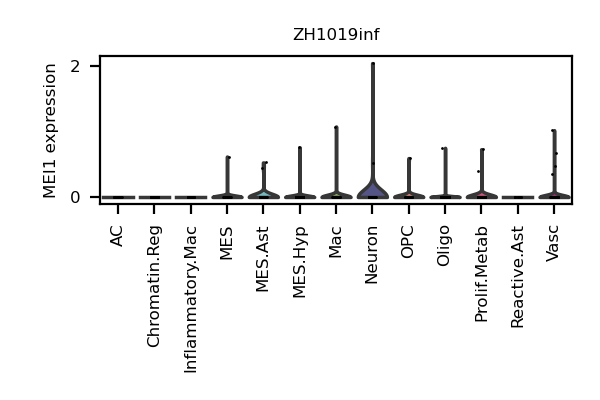 ZH1019inf
MEI1 expression
2
0
AC
Chromatin.Reg
Inflammatory.Mac
MES
MES.Ast
MES.Hyp
Mac
Neuron
OPC
Oligo
Prolif.Metab
Reactive.Ast
Vasc